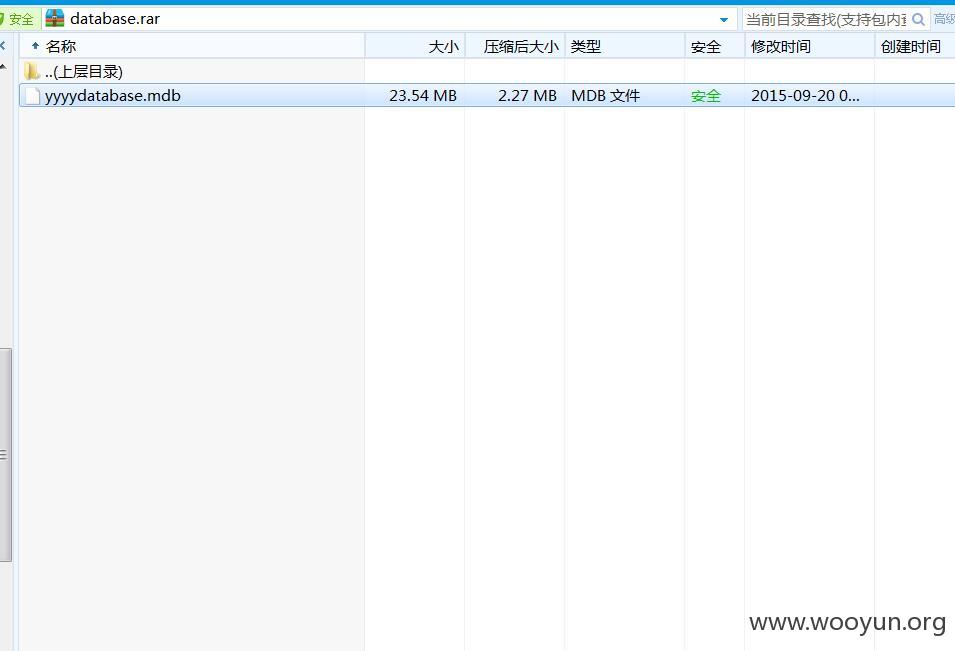 安全 database.rar 当前目录查找(支持包内 高级
名称 大小 压缩后大小 类型 安全 修改时间 创建时间
..(上层目录)
yyyydatabase.mdb 23.54 MB 2.27 MB MDB 文件 安全 2015-09-20 0...
www.wooyun.org